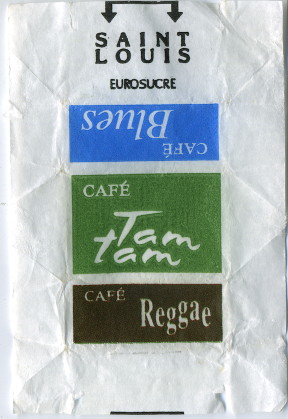 SAINT
LOUIS
EUROSUCRE
CAFÉ
Blues
CAFÉ
Tam
tam
CAFÉ
Reggae